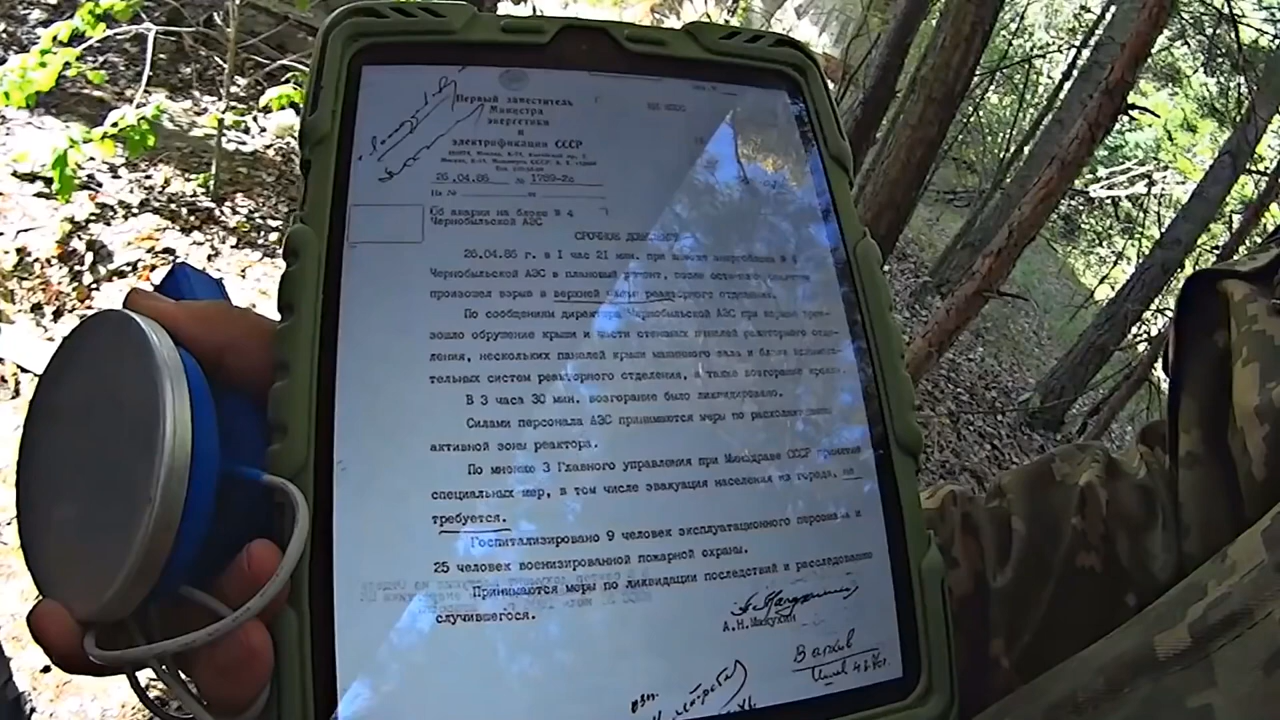 Первый заместитель
Министра
энергетики
и
электрификации СССР
26.04.86 № 1789-2с
На №
Об аварии на блоке № 4
Чернобыльской АЭС
СРОЧНОЕ ДОНЕСЕНИЕ
26.04.86 г. в 1 час 21 мин. при энергоблока № 4
Чернобыльской АЭС в плановый ремонт, после реактора
произошел взрыв в верхней части реакторного отделения.
По сообщению директора Чернобыльской АЭС при взрыве прои-
зошло обрушение крыши и части стеновых панелей реакторного отде-
ления, нескольких панелей крыши машинного зала и блока вспомога-
тельных систем реакторного отделения, а также возгорание кровли.
В 3 часа 30 мин. возгорание было ликвидировано.
Силами персонала АЭС принимаются меры по расхолаживанию
активной зоны реактора.
По мнению 3 Главного управления при Минздраве СССР принятие
специальных мер, в том числе эвакуация населения из города, не
требуется.
Госпитализировано 9 человек эксплуатационного персонала и
25 человек военизированной пожарной охраны.
Принимаются меры по ликвидации последствий и расследованию
случившегося.
А.Н.Макухин
В архив